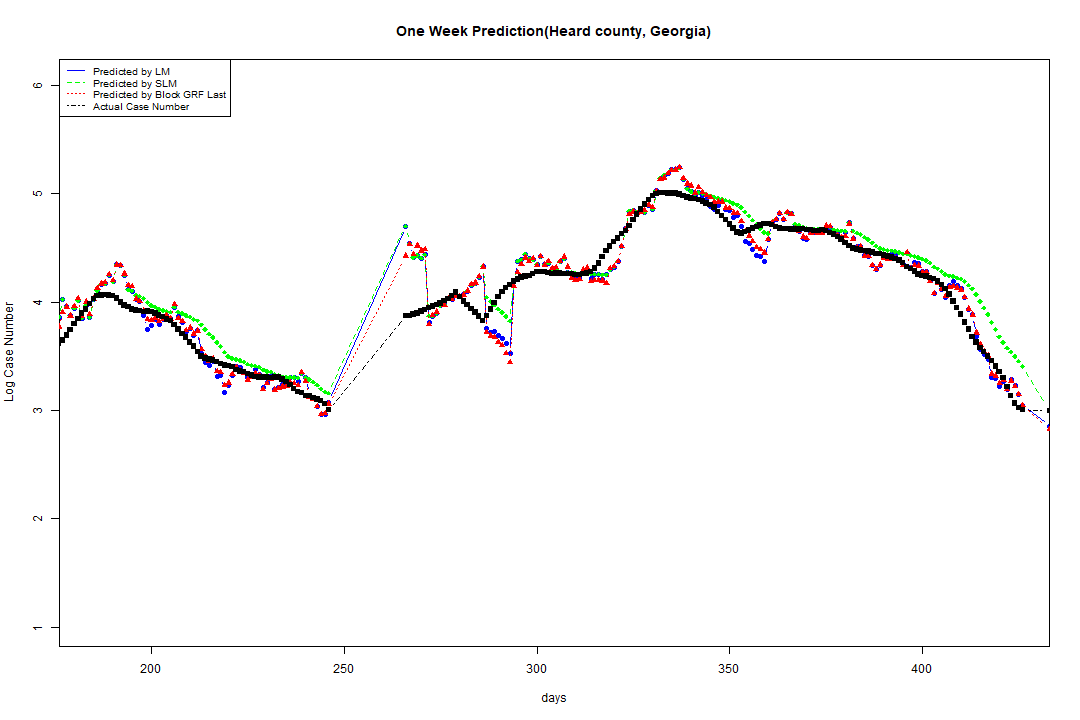 One Week Prediction(Heard county, Georgia)
Predicted by LM
Predicted by SLM
Predicted by Block GRF Last
Actual Case Number
6
5
4
3
2
1
Log Case Number
200
250
300
350
400
days